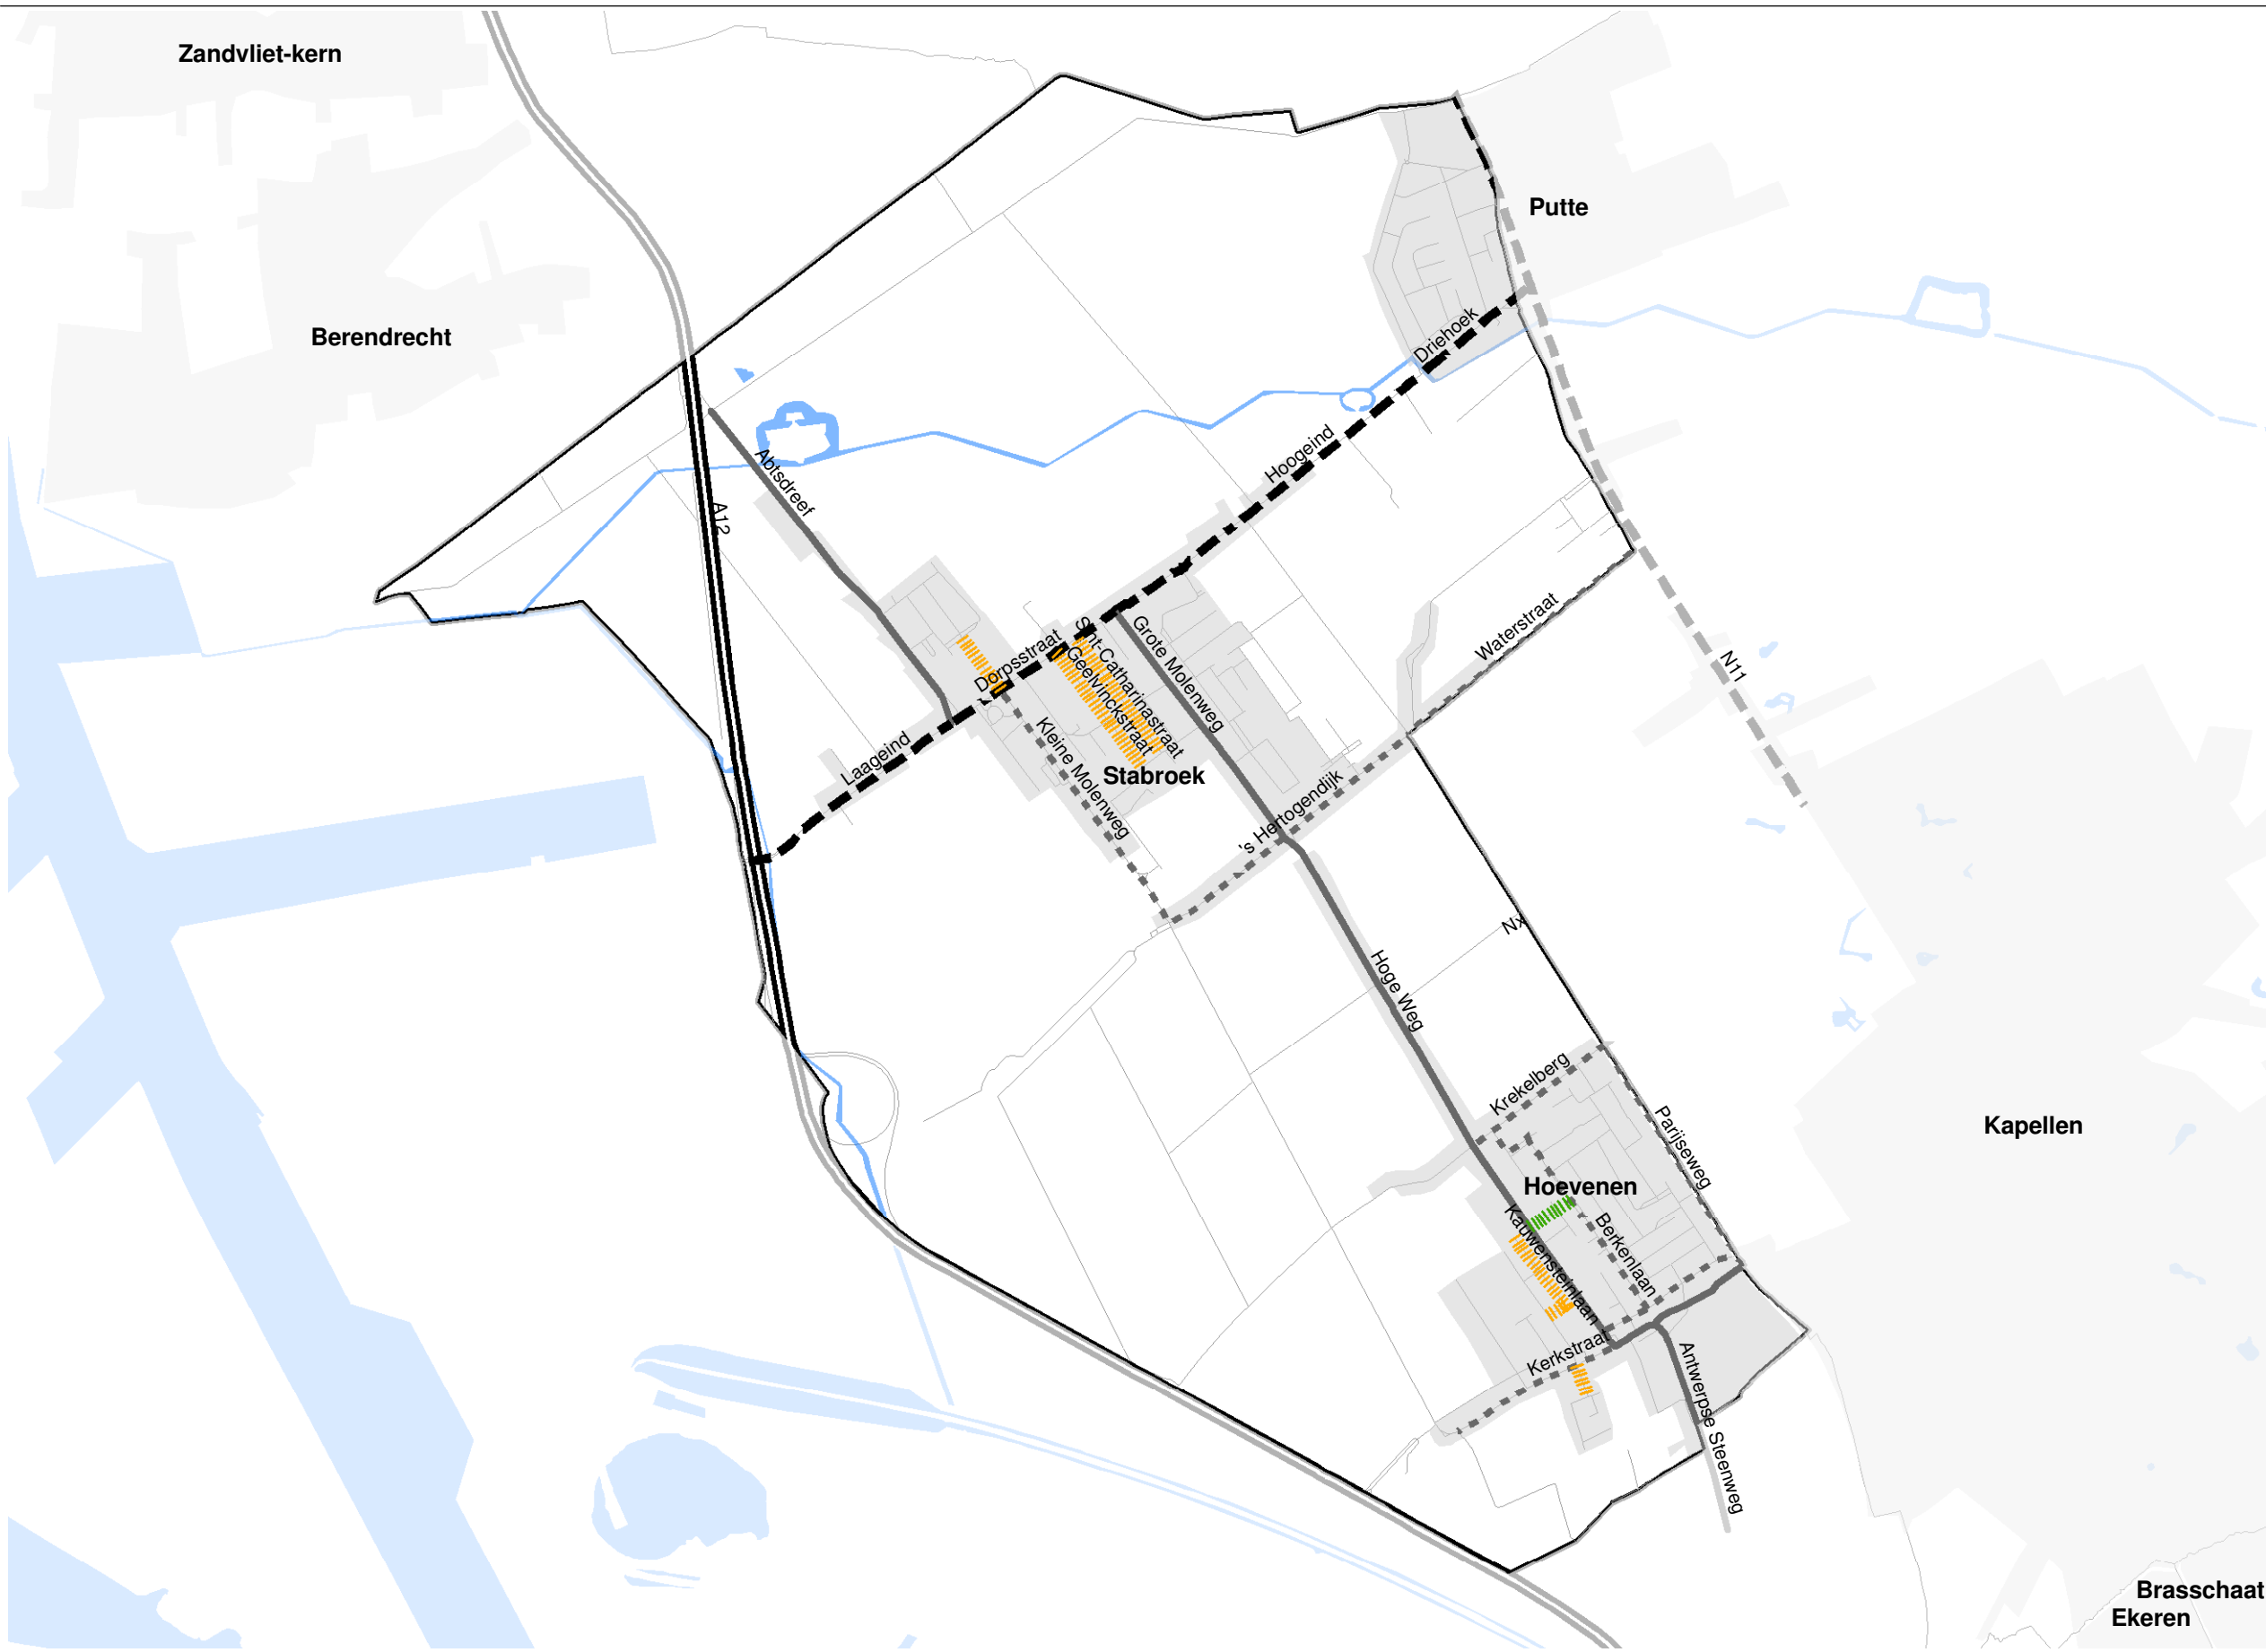 Zandvliet-kern
Putte
Berendrecht
Driehoek
Hoogeind
Abtsdreef
A12
Waterstraat
Sint-Catharinastraat
Grote Molenweg
Dorpsstraat
Geelvinckstraat
N11
Kleine Molenweg
Laageind
Stabroek
's Hertogendijk
Nx
Hoge Weg
Krekelberg
Parijseweg
Kapellen
Hoevenen
Kauwensteinlaan
Berkenlaan
Kerkstraat
Antwerpse Steenweg
Brasschaat
Ekeren